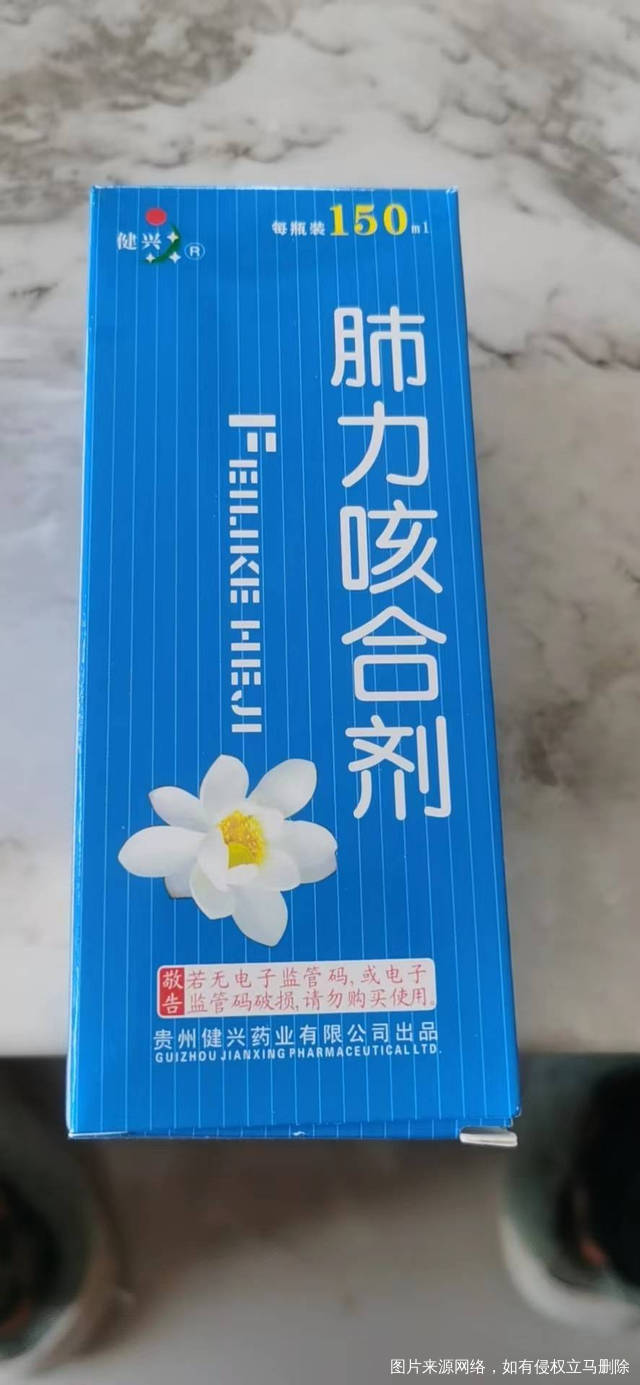 健兴®
每瓶装150ml
肺力咳合剂
FEILIKE HEJI
敬告
若无电子监管码,或电子
监管码破损,请勿购买使用。
贵州健兴药业有限公司出品
GUIZHOU JIANXING PHARMACEUTICAL LTD.
图片来源网络，如有侵权立马删除